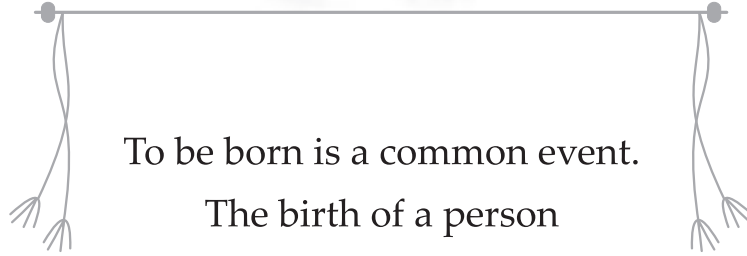 To be born is a common event.
The birth of a person